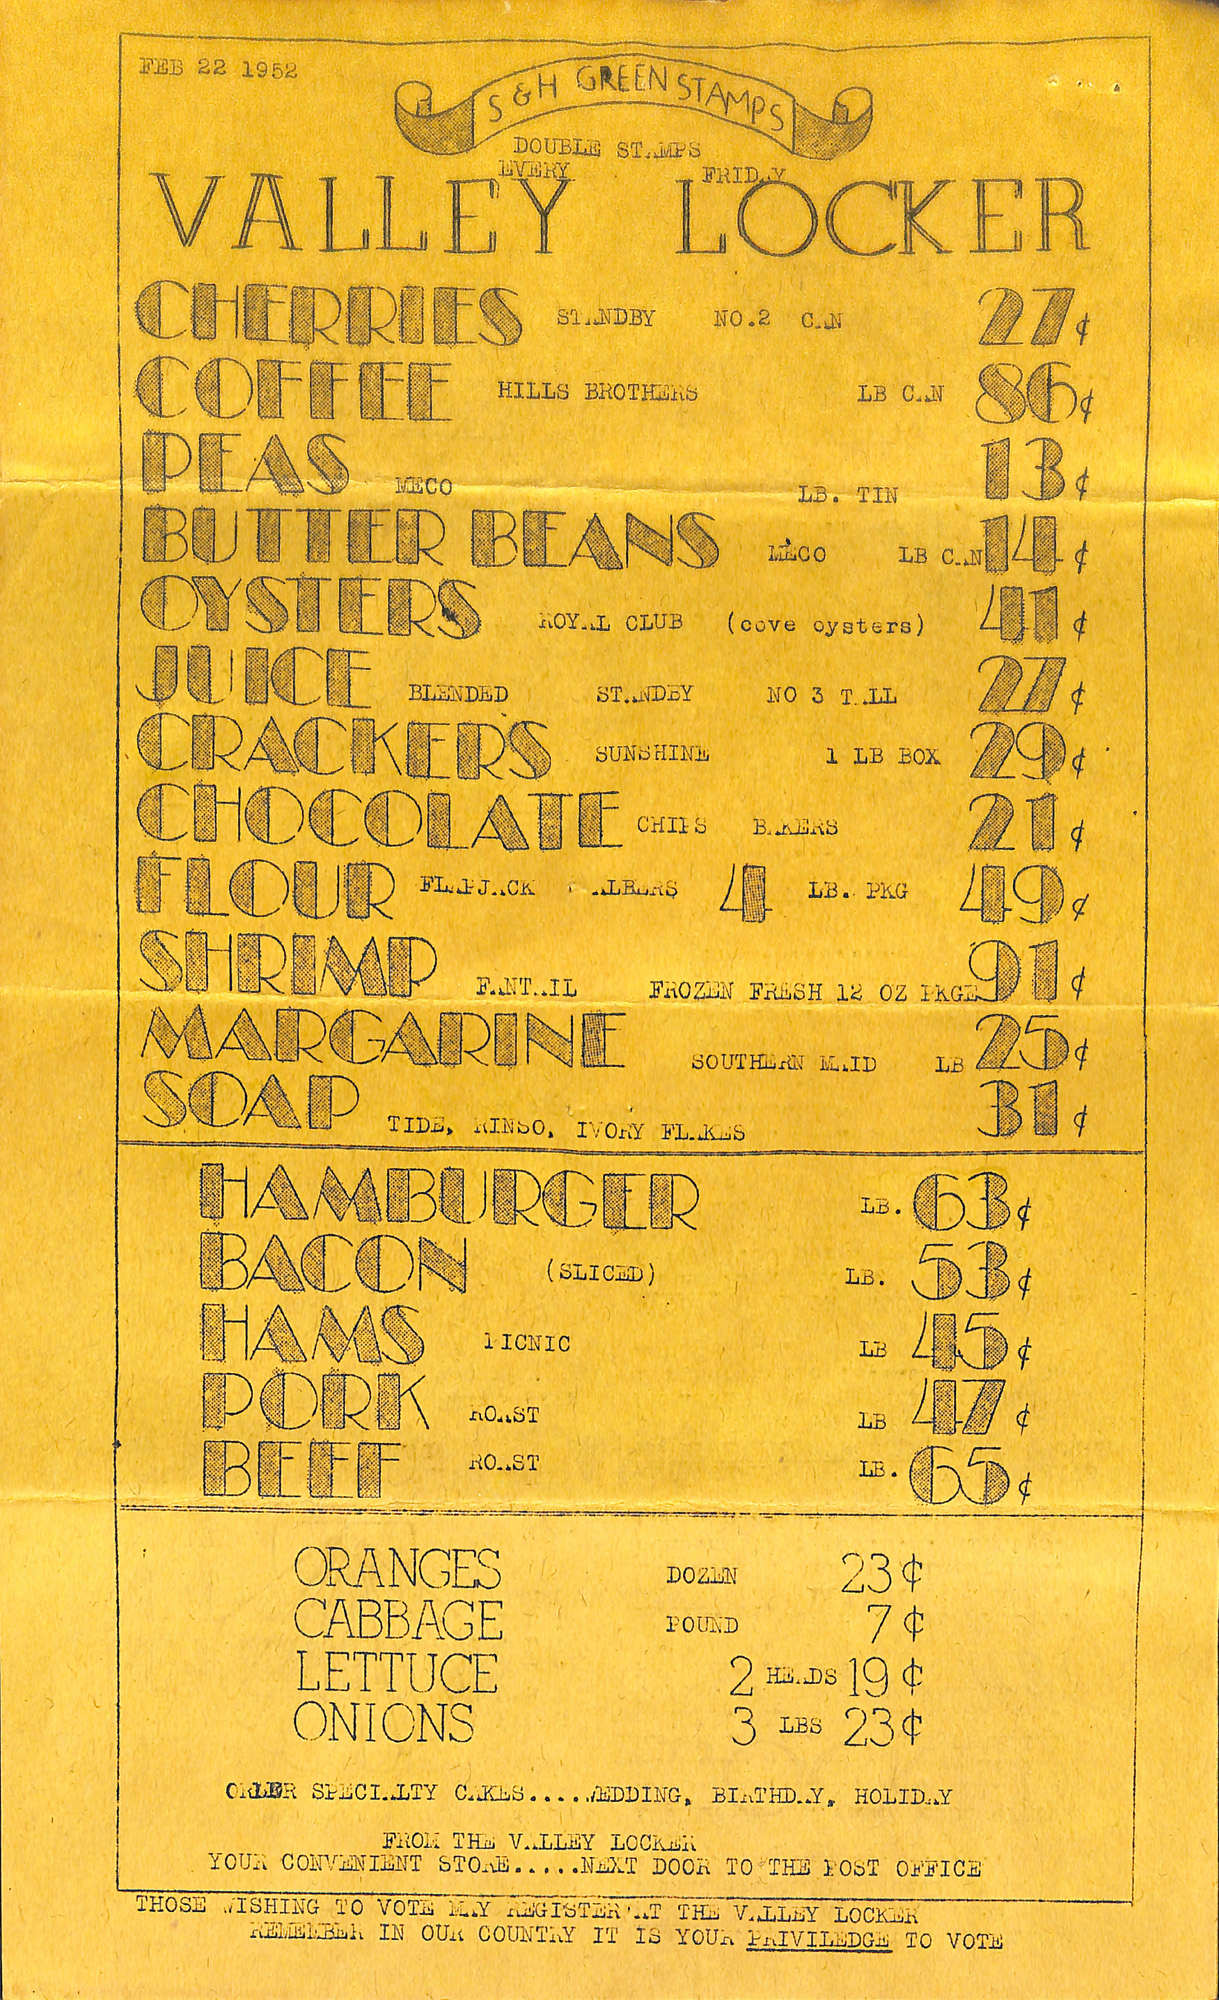 FEB 22 1952
S & H GREEN STAMPS
DOUBLE STAMPS
EVERY FRIDAY
VALLEY LOCKER
CHERRIES STANDBY NO.2 CAN 27¢
COFFEE HILLS BROTHERS LB CAN 86¢
PEAS MECO LB. TIN 13¢
BUTTER BEANS MECO LB CAN 14¢
OYSTERS ROYAL CLUB (cove oysters) 41¢
JUICE BLENDED STANDBY NO 3 TALL 27¢
CRACKERS SUNSHINE 1 LB BOX 29¢
CHOCOLATE CHIPS BAKERS 21¢
FLOUR FLAPJACK ALBERS 4 LB. PKG 49¢
SHRIMP FANTAIL FROZEN FRESH 12 OZ PKGE 91¢
MARGARINE SOUTHERN MAID LB 25¢
SOAP TIDE, RINSO, IVORY FLAKES 31¢
HAMBURGER LB. 63¢
BACON (SLICED) LB. 53¢
HAMS PICNIC LB 45¢
PORK ROAST LB 47¢
BEEF ROAST LB. 65¢
ORANGES DOZEN 23¢
CABBAGE POUND 7¢
LETTUCE 2 HEADS 19¢
ONIONS 3 LBS 23¢
ORDER SPECIALTY CAKES.....WEDDING, BIRTHDAY, HOLIDAY
FROM THE VALLEY LOCKER
YOUR CONVENIENT STORE.....NEXT DOOR TO THE POST OFFICE
THOSE WISHING TO VOTE MAY REGISTER AT THE VALLEY LOCKER
REMEMBER IN OUR COUNTRY IT IS YOUR PRIVILEDGE TO VOTE